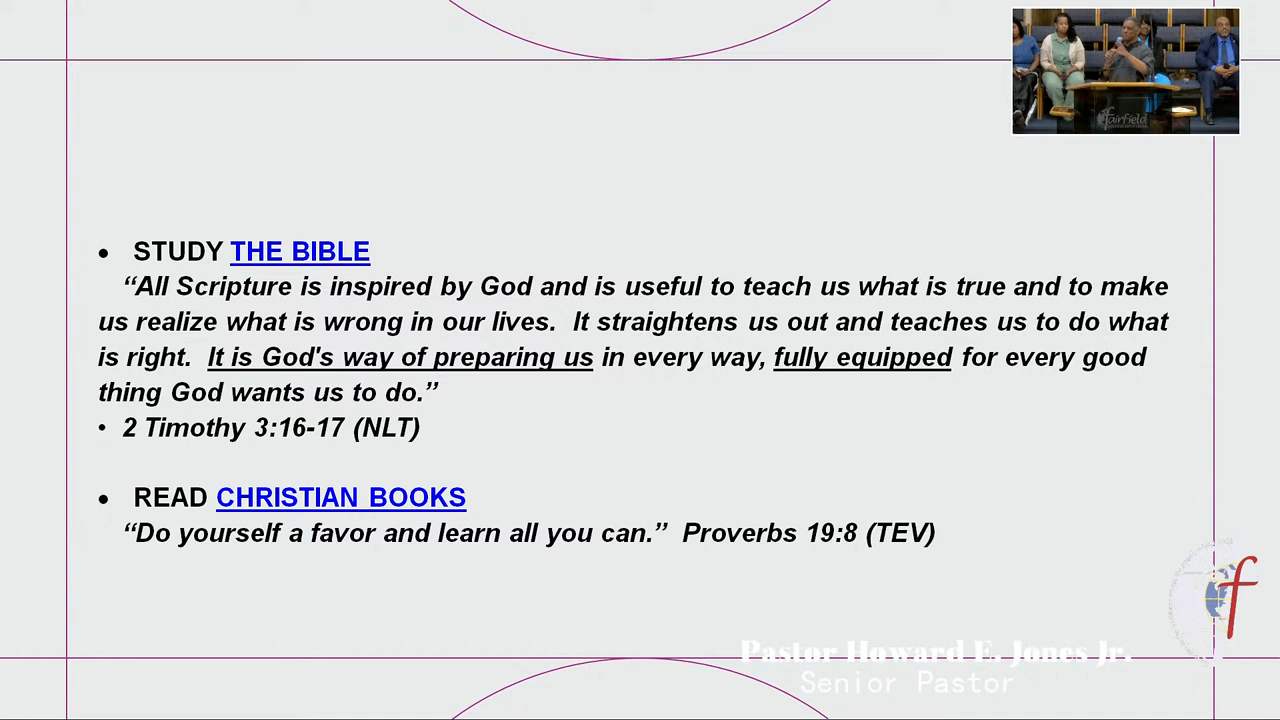 fairfield
• STUDY THE BIBLE
“All Scripture is inspired by God and is useful to teach us what is true and to make
us realize what is wrong in our lives.  It straightens us out and teaches us to do what
is right.  It is God's way of preparing us in every way, fully equipped for every good
thing God wants us to do.”
• 2 Timothy 3:16-17 (NLT)
• READ CHRISTIAN BOOKS
“Do yourself a favor and learn all you can.”  Proverbs 19:8 (TEV)
f
Pastor Howard E. Jones Jr.
Senior Pastor